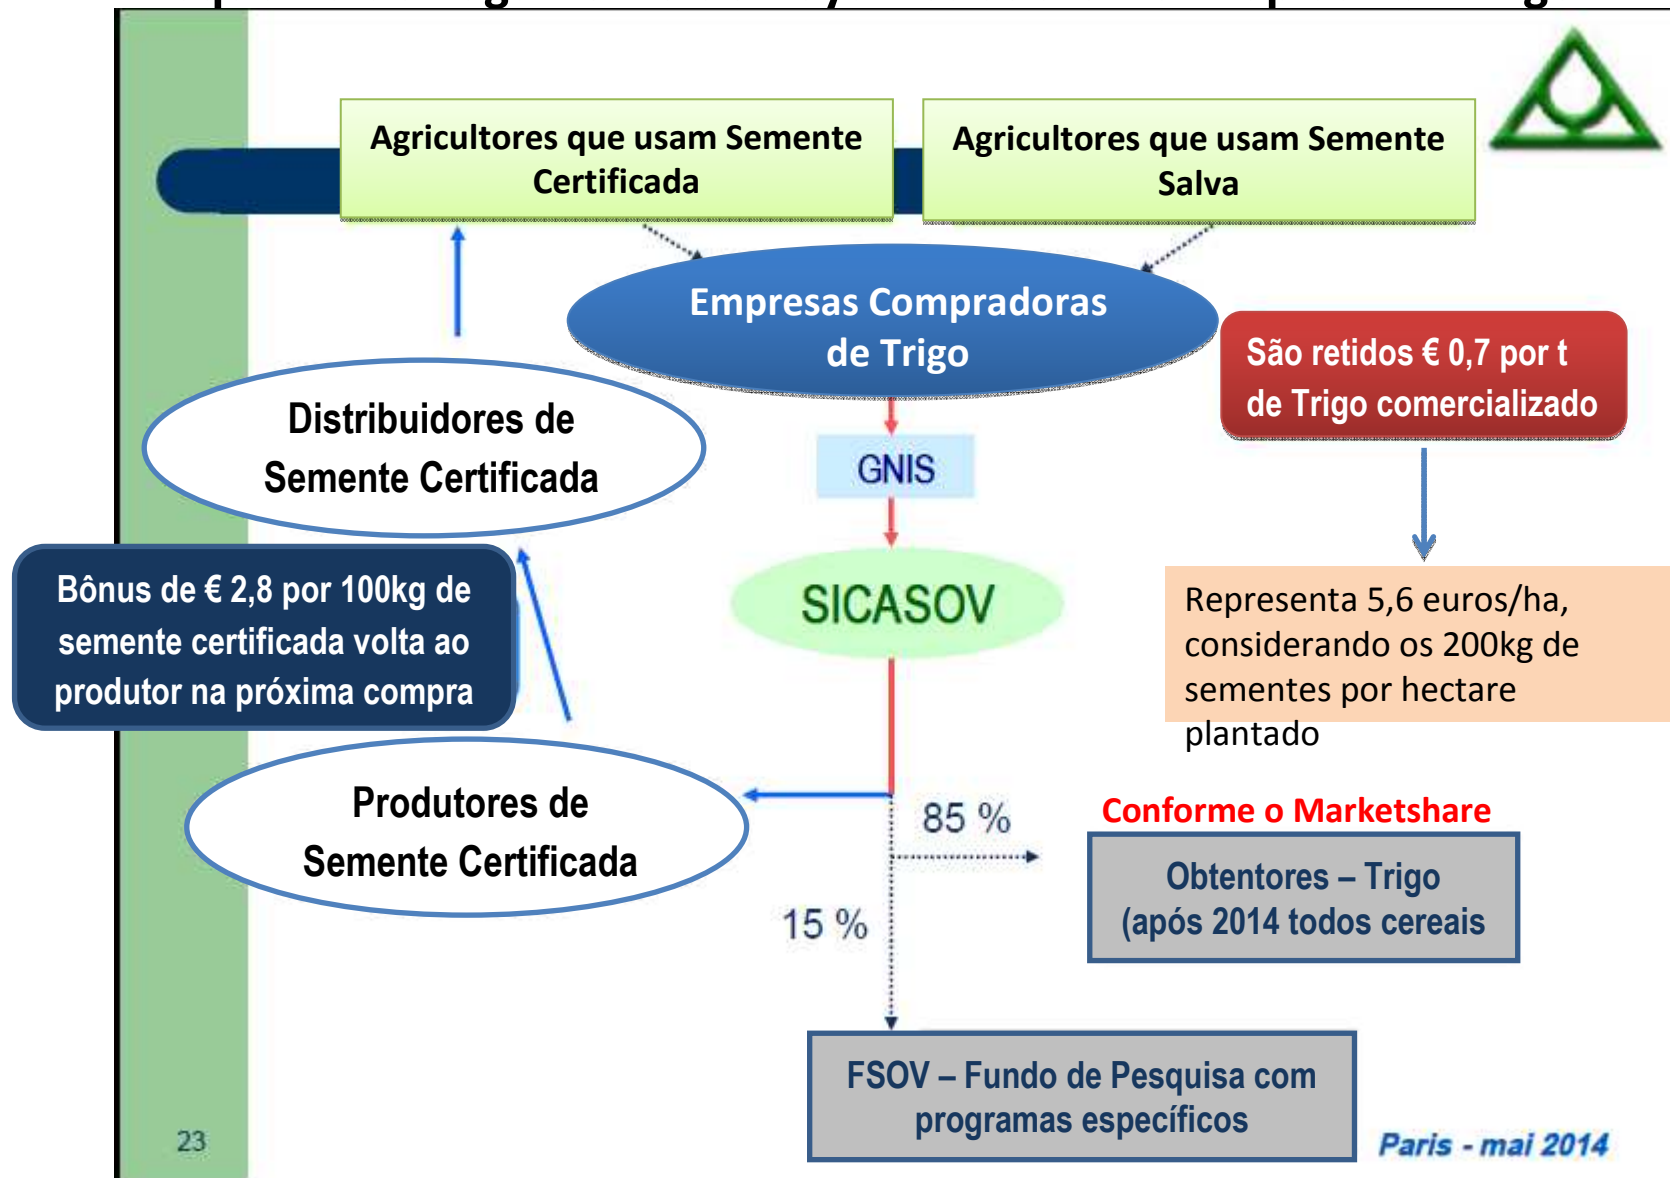 Agricultores que usam Semente
Certificada
Agricultores que usam Semente
Salva
Empresas Compradoras
de Trigo
São retidos € 0,7 por t
de Trigo comercializado
Distribuidores de
Semente Certificada
GNIS
Bônus de € 2,8 por 100kg de
semente certificada volta ao
produtor na próxima compra
SICASOV
Representa 5,6 euros/ha,
considerando os 200kg de
sementes por hectare
plantado
Produtores de
Semente Certificada
85 %
Conforme o Marketshare
Obtentores – Trigo
(após 2014 todos cereais
15 %
FSOV – Fundo de Pesquisa com
programas específicos
23
Paris - mai 2014